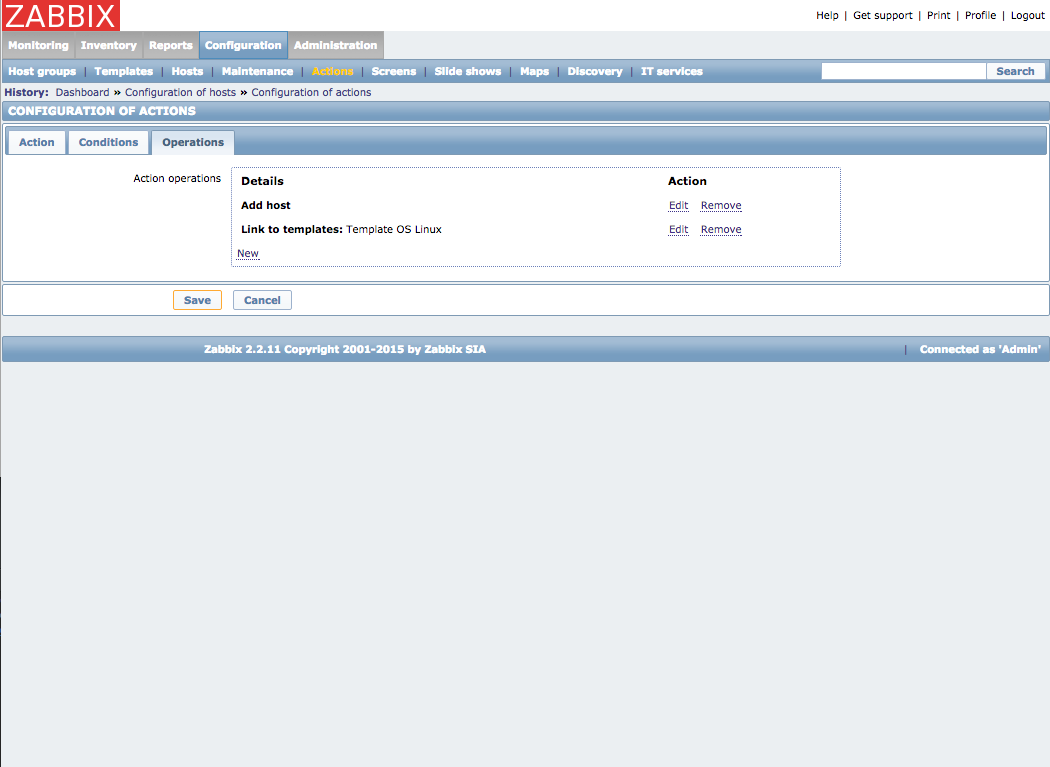 ZABBIX
Help | Get support | Print | Profile | Logout
Monitoring Inventory Reports Configuration Administration
Host groups | Templates | Hosts | Maintenance | Actions | Screens | Slide shows | Maps | Discovery | IT services Search
History: Dashboard » Configuration of hosts » Configuration of actions
CONFIGURATION OF ACTIONS
Action Conditions Operations
Action operations Details Action
Add host Edit Remove
Link to templates: Template OS Linux Edit Remove
New
Save Cancel
Zabbix 2.2.11 Copyright 2001-2015 by Zabbix SIA | Connected as 'Admin'